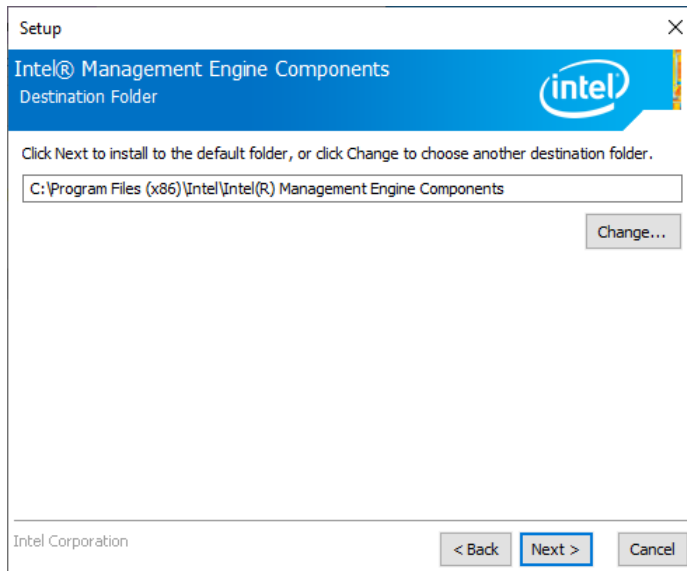 Setup
Intel® Management Engine Components
Destination Folder
intel
Click Next to install to the default folder, or click Change to choose another destination folder.
C:\Program Files (x86)\Intel\Intel(R) Management Engine Components
Change...
Intel Corporation
< Back
Next >
Cancel